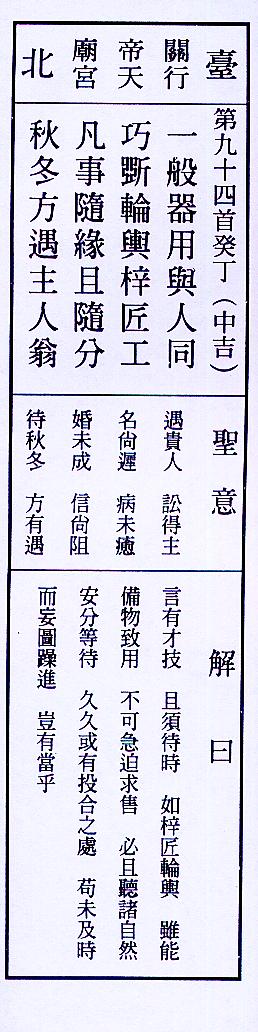 臺北
行天宮
關帝廟
第九十四首癸丁（中吉）
一般器用與人同
巧斲輪輿梓匠工
凡事隨緣且隨分
秋冬方遇主人翁
聖意
遇貴人 訟得主
名尙遲 病未癒
婚未成 信尙阻
待秋冬 方有遇
解曰
言有才技 且須待時 如梓匠輪輿 雖能
備物致用 不可急迫求售 必且聽諸自然
安分等待 久久或有投合之處 苟未及時
而妄圖躁進 豈有當乎